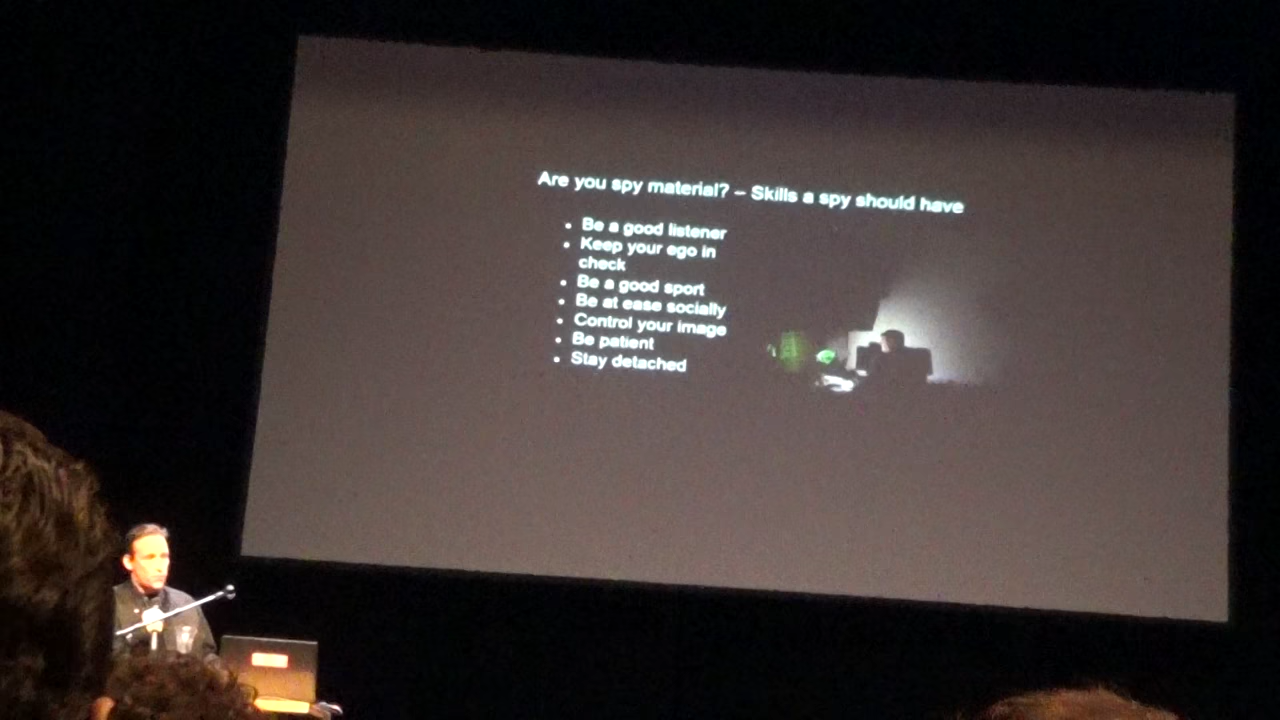 Are you spy material? – Skills a spy should have
• Be a good listener
• Keep your ego in
check
• Be a good sport
• Be at ease socially
• Control your image
• Be patient
• Stay detached